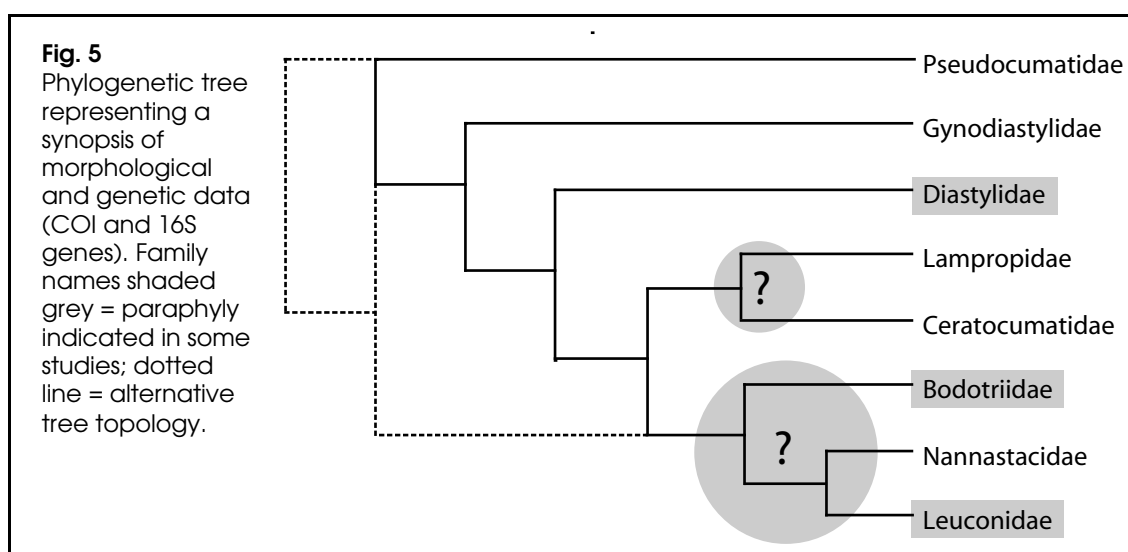 Fig. 5
Phylogenetic tree
representing a
synopsis of
morphological
and genetic data
(COI and 16S
genes). Family
names shaded
grey = paraphyly
indicated in some
studies; dotted
line = alternative
tree topology.
Pseudocumatidae
Gynodiastylidae
Diastylidae
Lampropidae
?
Ceratocumatidae
Bodotriidae
?
Nannastacidae
Leuconidae